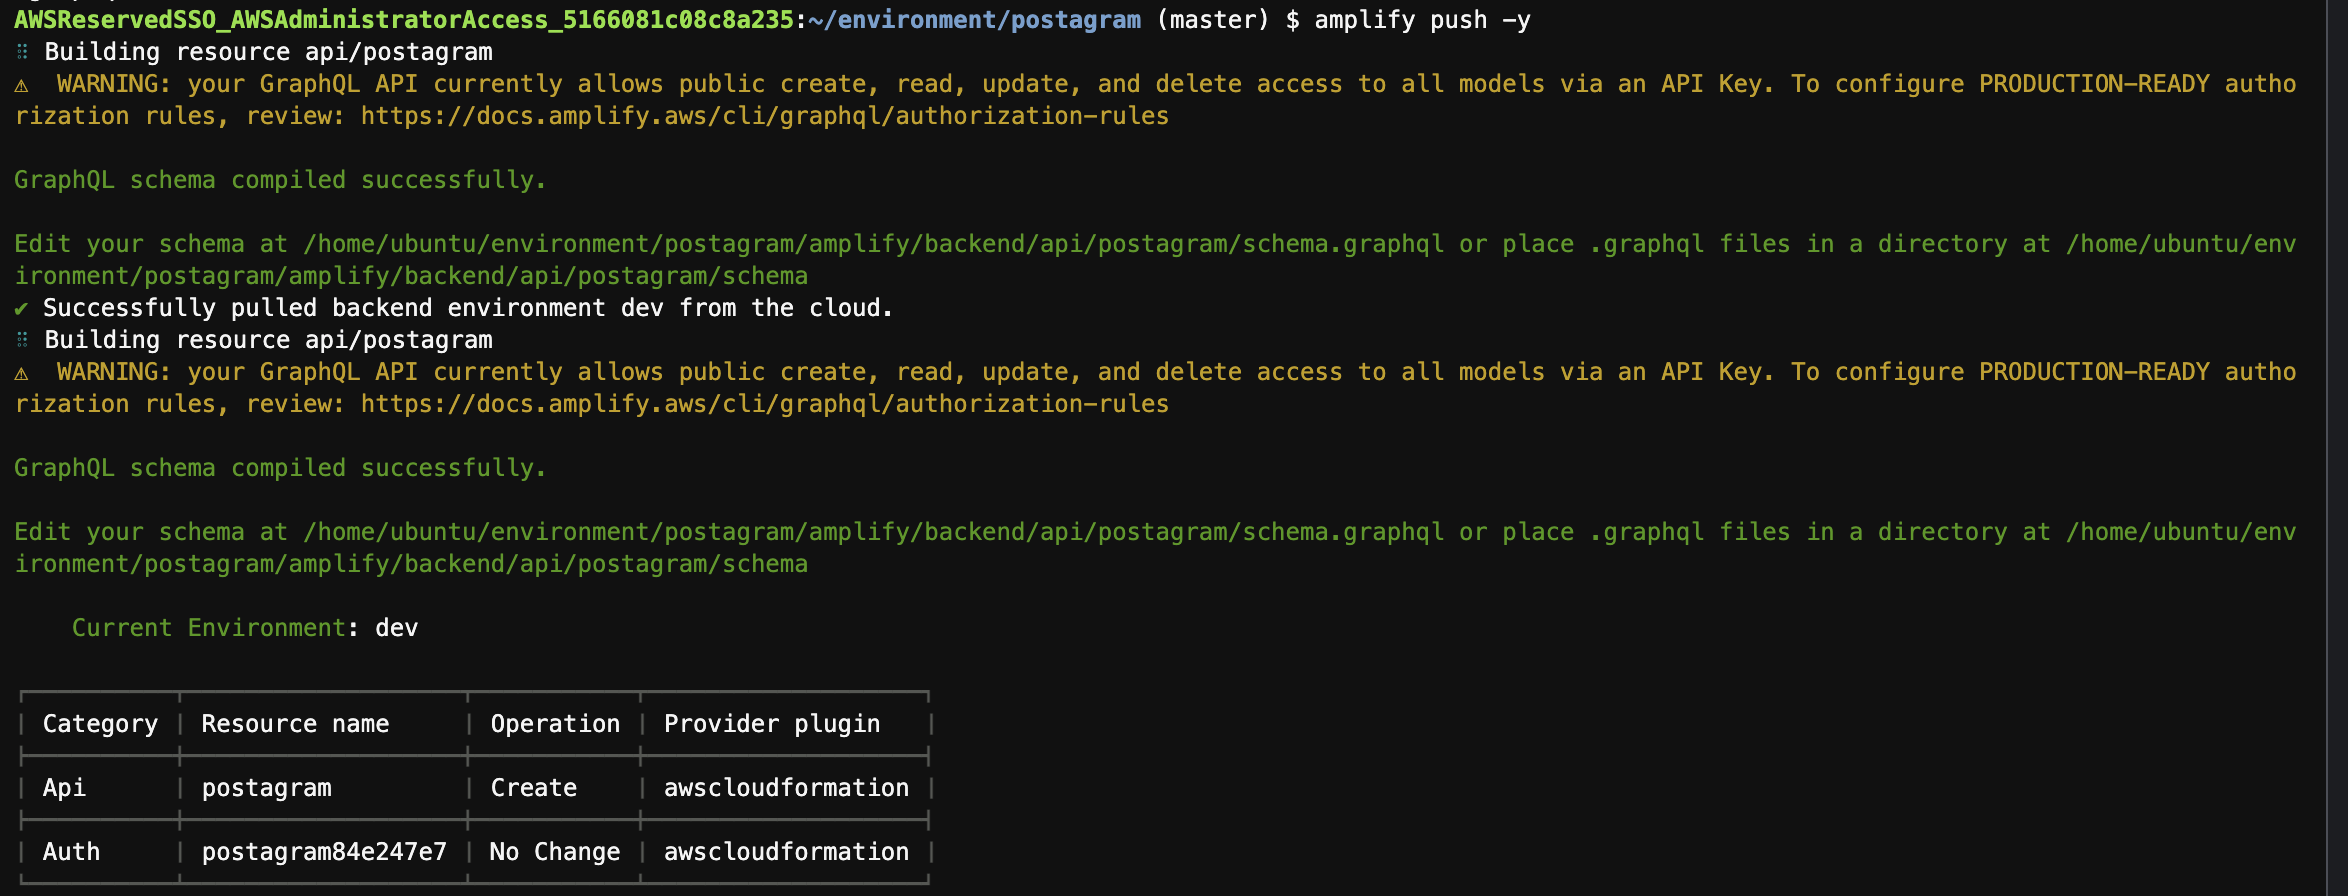 AWSReservedSSO_AWSAdministratorAccess_5166081c08c8a235:~/environment/postagram (master) $ amplify push -y
⠿ Building resource api/postagram
⚠ WARNING: your GraphQL API currently allows public create, read, update, and delete access to all models via an API Key. To configure PRODUCTION-READY autho
rization rules, review: https://docs.amplify.aws/cli/graphql/authorization-rules
GraphQL schema compiled successfully.
Edit your schema at /home/ubuntu/environment/postagram/amplify/backend/api/postagram/schema.graphql or place .graphql files in a directory at /home/ubuntu/env
ironment/postagram/amplify/backend/api/postagram/schema
✔ Successfully pulled backend environment dev from the cloud.
⠿ Building resource api/postagram
⚠ WARNING: your GraphQL API currently allows public create, read, update, and delete access to all models via an API Key. To configure PRODUCTION-READY autho
rization rules, review: https://docs.amplify.aws/cli/graphql/authorization-rules
GraphQL schema compiled successfully.
Edit your schema at /home/ubuntu/environment/postagram/amplify/backend/api/postagram/schema.graphql or place .graphql files in a directory at /home/ubuntu/env
ironment/postagram/amplify/backend/api/postagram/schema
Current Environment: dev
| Category | Resource name | Operation | Provider plugin |
| Api | postagram | Create | awscloudformation |
| Auth | postagram84e247e7 | No Change | awscloudformation |